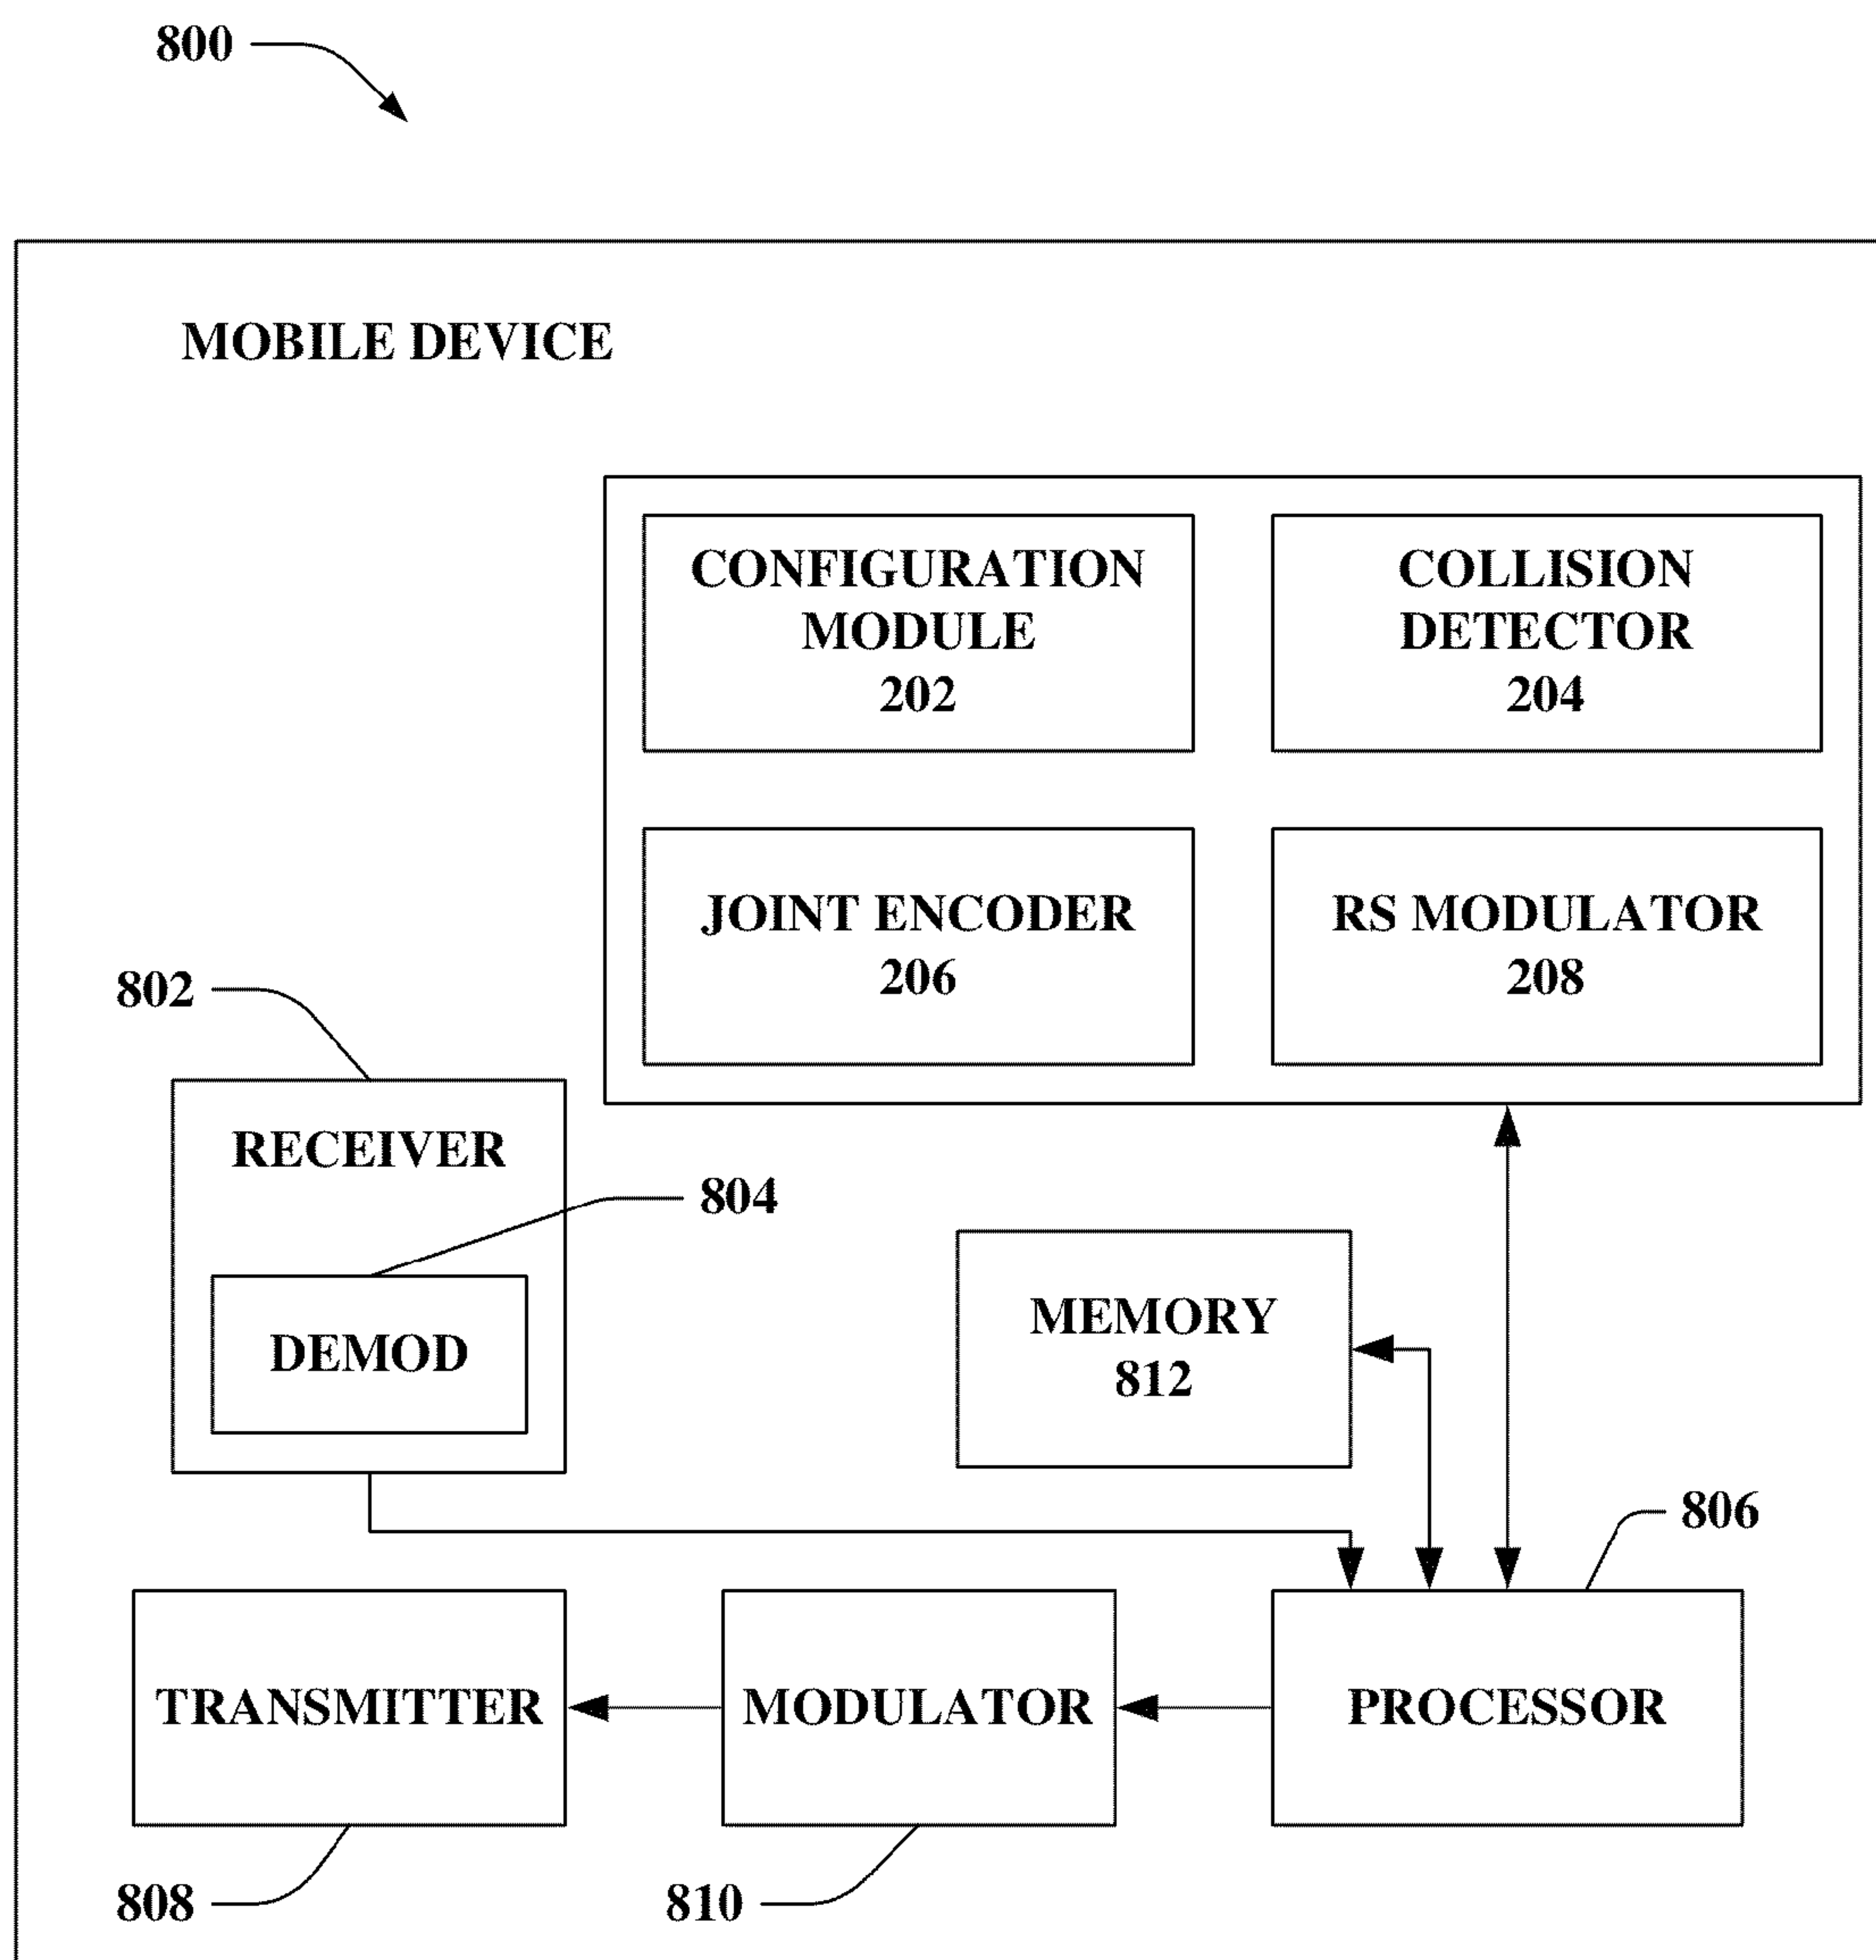 800
MOBILE DEVICE
CONFIGURATION
MODULE
202
COLLISION
DETECTOR
204
JOINT ENCODER
206
RS MODULATOR
208
802
RECEIVER
804
DEMOD
MEMORY
812
806
TRANSMITTER
MODULATOR
PROCESSOR
808
810